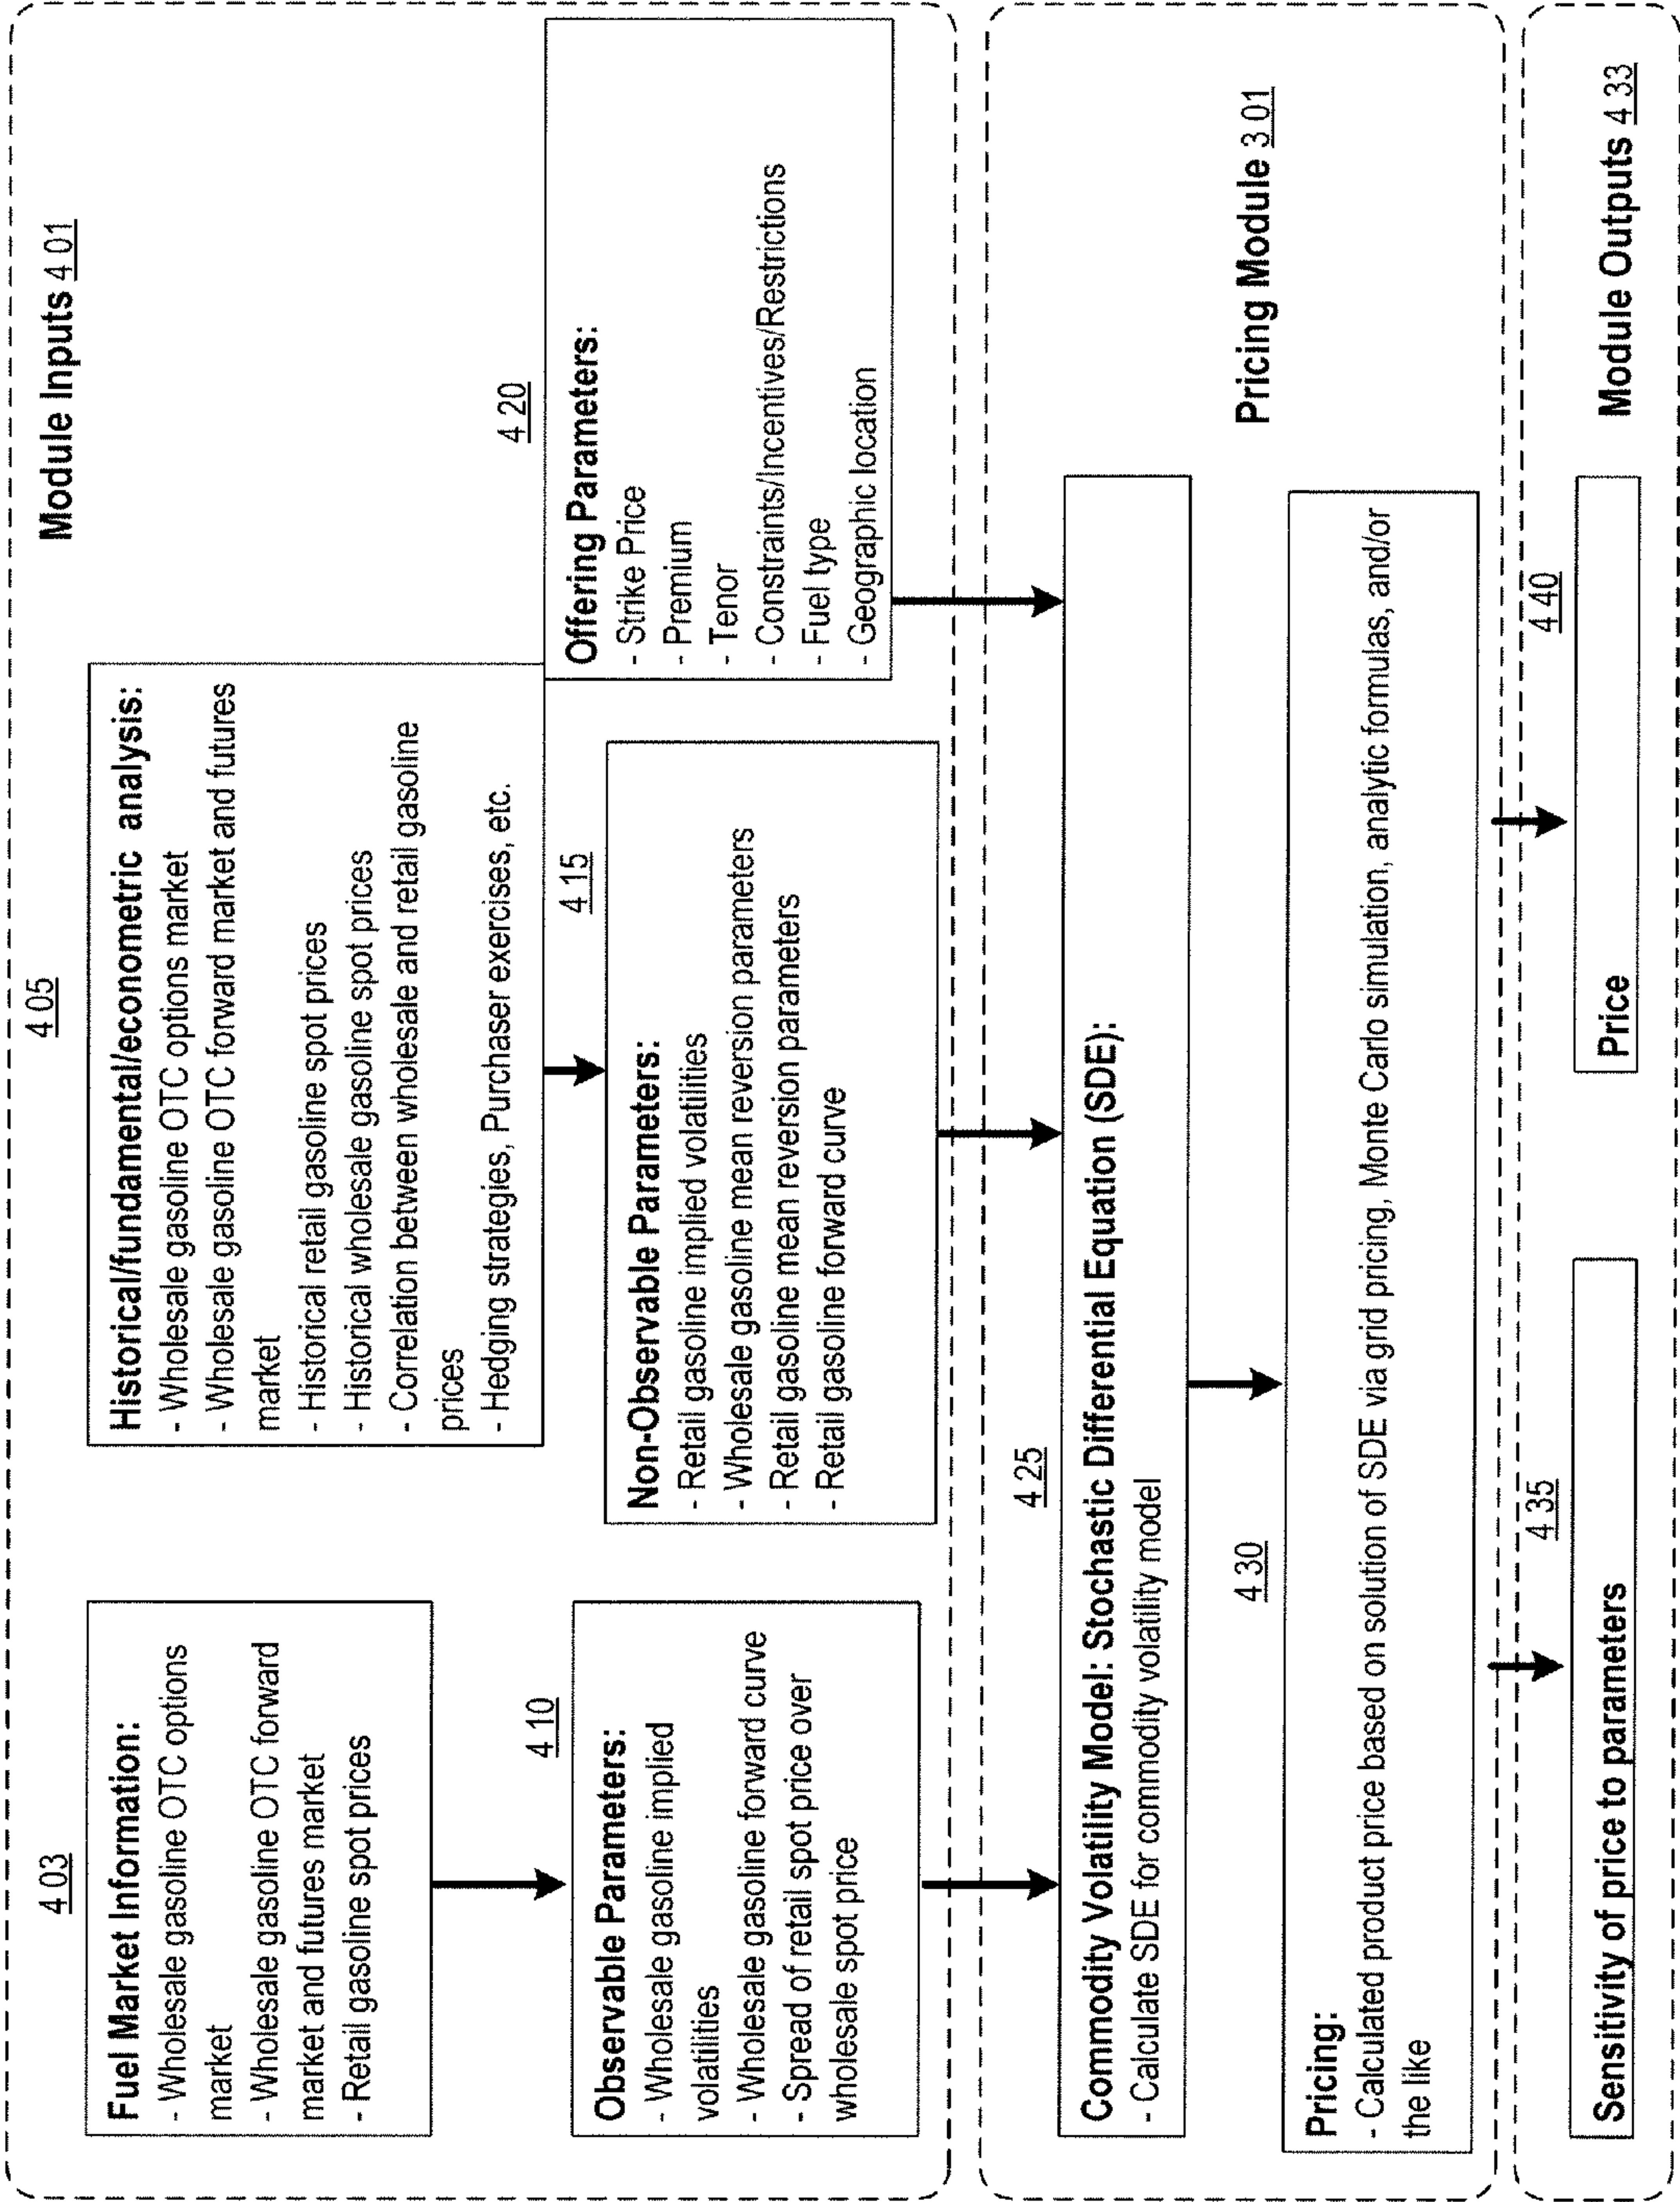 Module Inputs 4 01
4 03
Fuel Market Information:
- Wholesale gasoline OTC options
market
- Wholesale gasoline OTC forward
market and futures market
- Retail gasoline spot prices
4 05
Historical/fundamental/econometric analysis:
- Wholesale gasoline OTC options market
- Wholesale gasoline OTC forward market and futures
market
- Historical retail gasoline spot prices
- Historical wholesale gasoline spot prices
- Correlation between wholesale and retail gasoline
prices
- Hedging strategies, Purchaser exercises, etc.
4 10
Observable Parameters:
- Wholesale gasoline implied
volatilities
- Wholesale gasoline forward curve
- Spread of retail spot price over
wholesale spot price
4 15
Non-Observable Parameters:
- Retail gasoline implied volatilities
- Wholesale gasoline mean reversion parameters
- Retail gasoline mean reversion parameters
- Retail gasoline forward curve
4 20
Offering Parameters:
- Strike Price
- Premium
- Tenor
- Constraints/Incentives/Restrictions
- Fuel type
- Geographic location
4 25
Commodity Volatility Model: Stochastic Differential Equation (SDE):
- Calculate SDE for commodity volatility model
Pricing Module 3 01
4 30
Pricing:
- Calculated product price based on solution of SDE via grid pricing, Monte Carlo simulation, analytic formulas, and/or
the like
4 35
Sensitivity of price to parameters
4 40
Price
Module Outputs 4 33